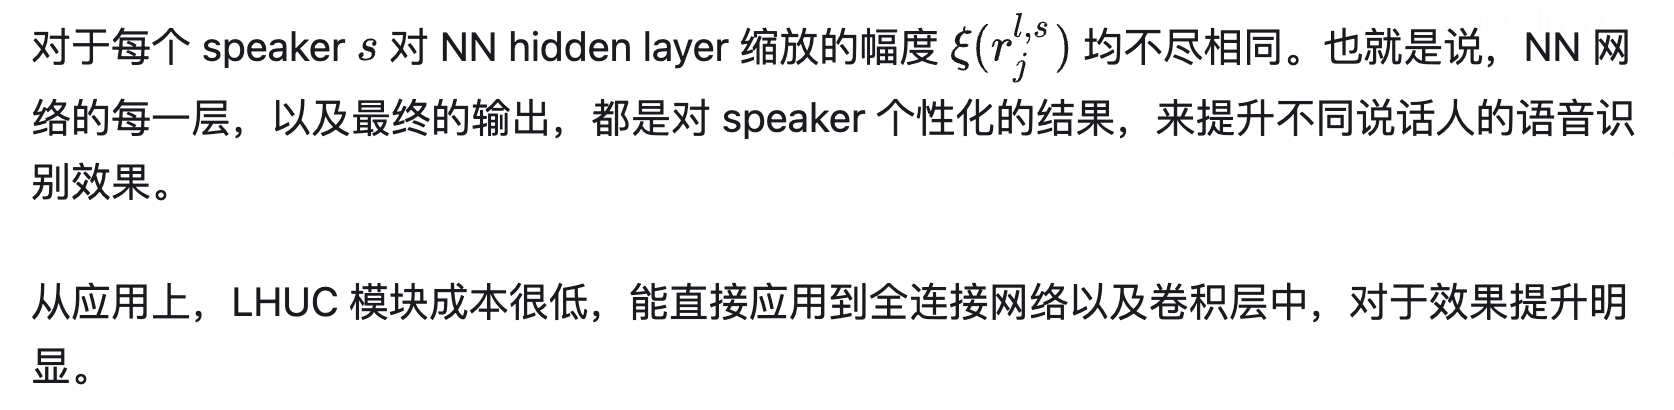 对于每个 speaker s 对 NN hidden layer 缩放的幅度 ξ(r_j^{l,s}) 均不尽相同。也就是说，NN 网
络的每一层，以及最终的输出，都是对 speaker 个性化的结果，来提升不同说话人的语音识
别效果。
从应用上，LHUC 模块成本很低，能直接应用到全连接网络以及卷积层中，对于效果提升明
显。